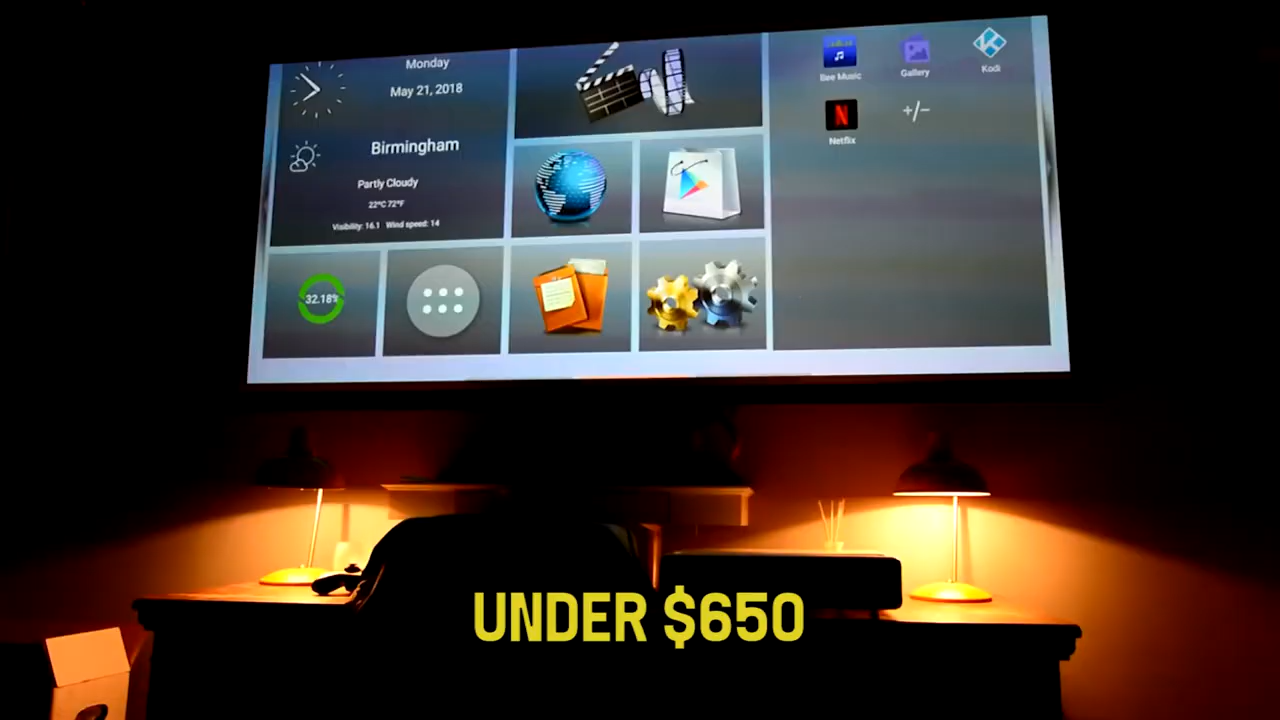 Monday
May 21, 2018
Birmingham
Partly Cloudy
22°C 72°F
Visibility: 16.1 Wind speed: 14
32.18%
Bee Music
Gallery
Kodi
N
Netflix
+/-
UNDER $650